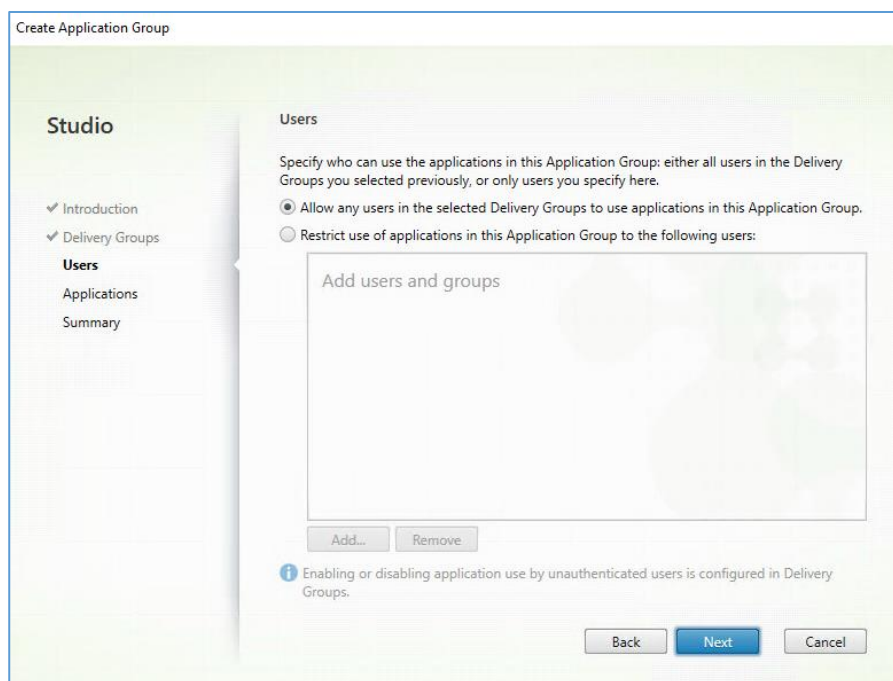 Create Application Group
Studio
Introduction
Delivery Groups
Users
Applications
Summary
Users
Specify who can use the applications in this Application Group: either all users in the Delivery
Groups you selected previously, or only users you specify here.
Allow any users in the selected Delivery Groups to use applications in this Application Group.
Restrict use of applications in this Application Group to the following users:
Add users and groups
Add...
Remove
Enabling or disabling application use by unauthenticated users is configured in Delivery
Groups.
Back
Next
Cancel